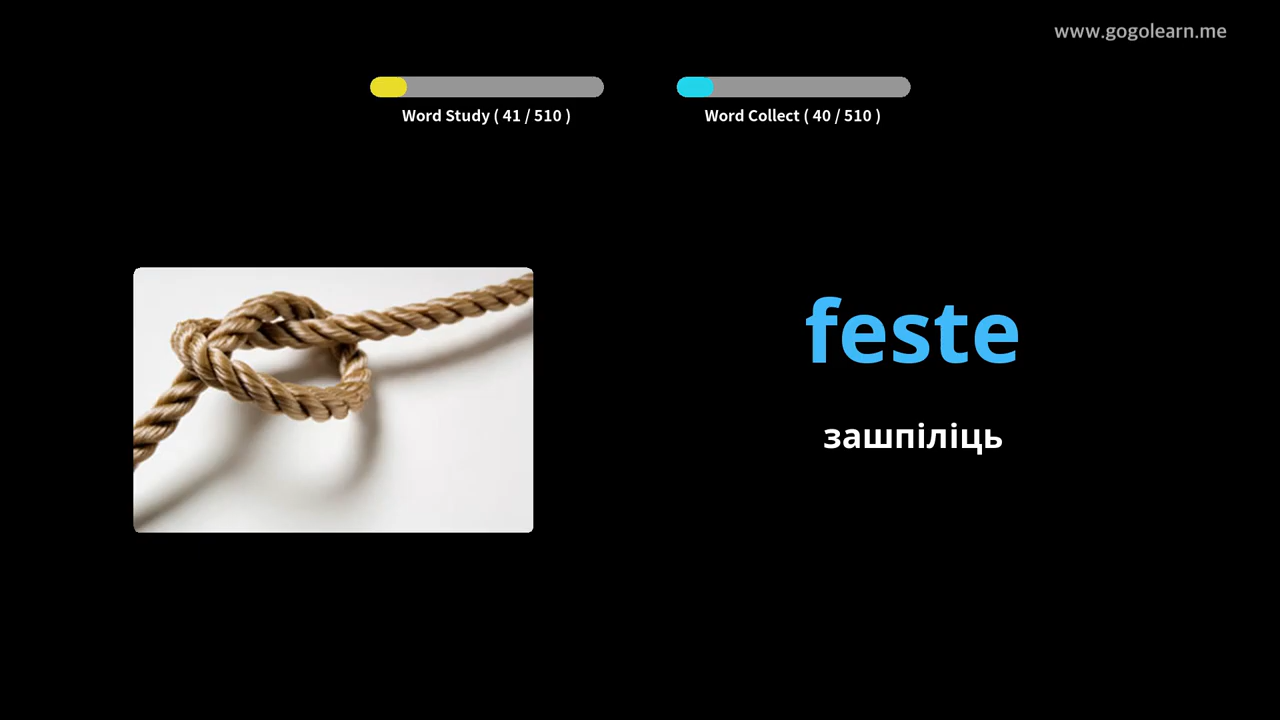 www.gogolearn.me
Word Study ( 41 / 510 )
Word Collect ( 40 / 510 )
feste
зашпіліць